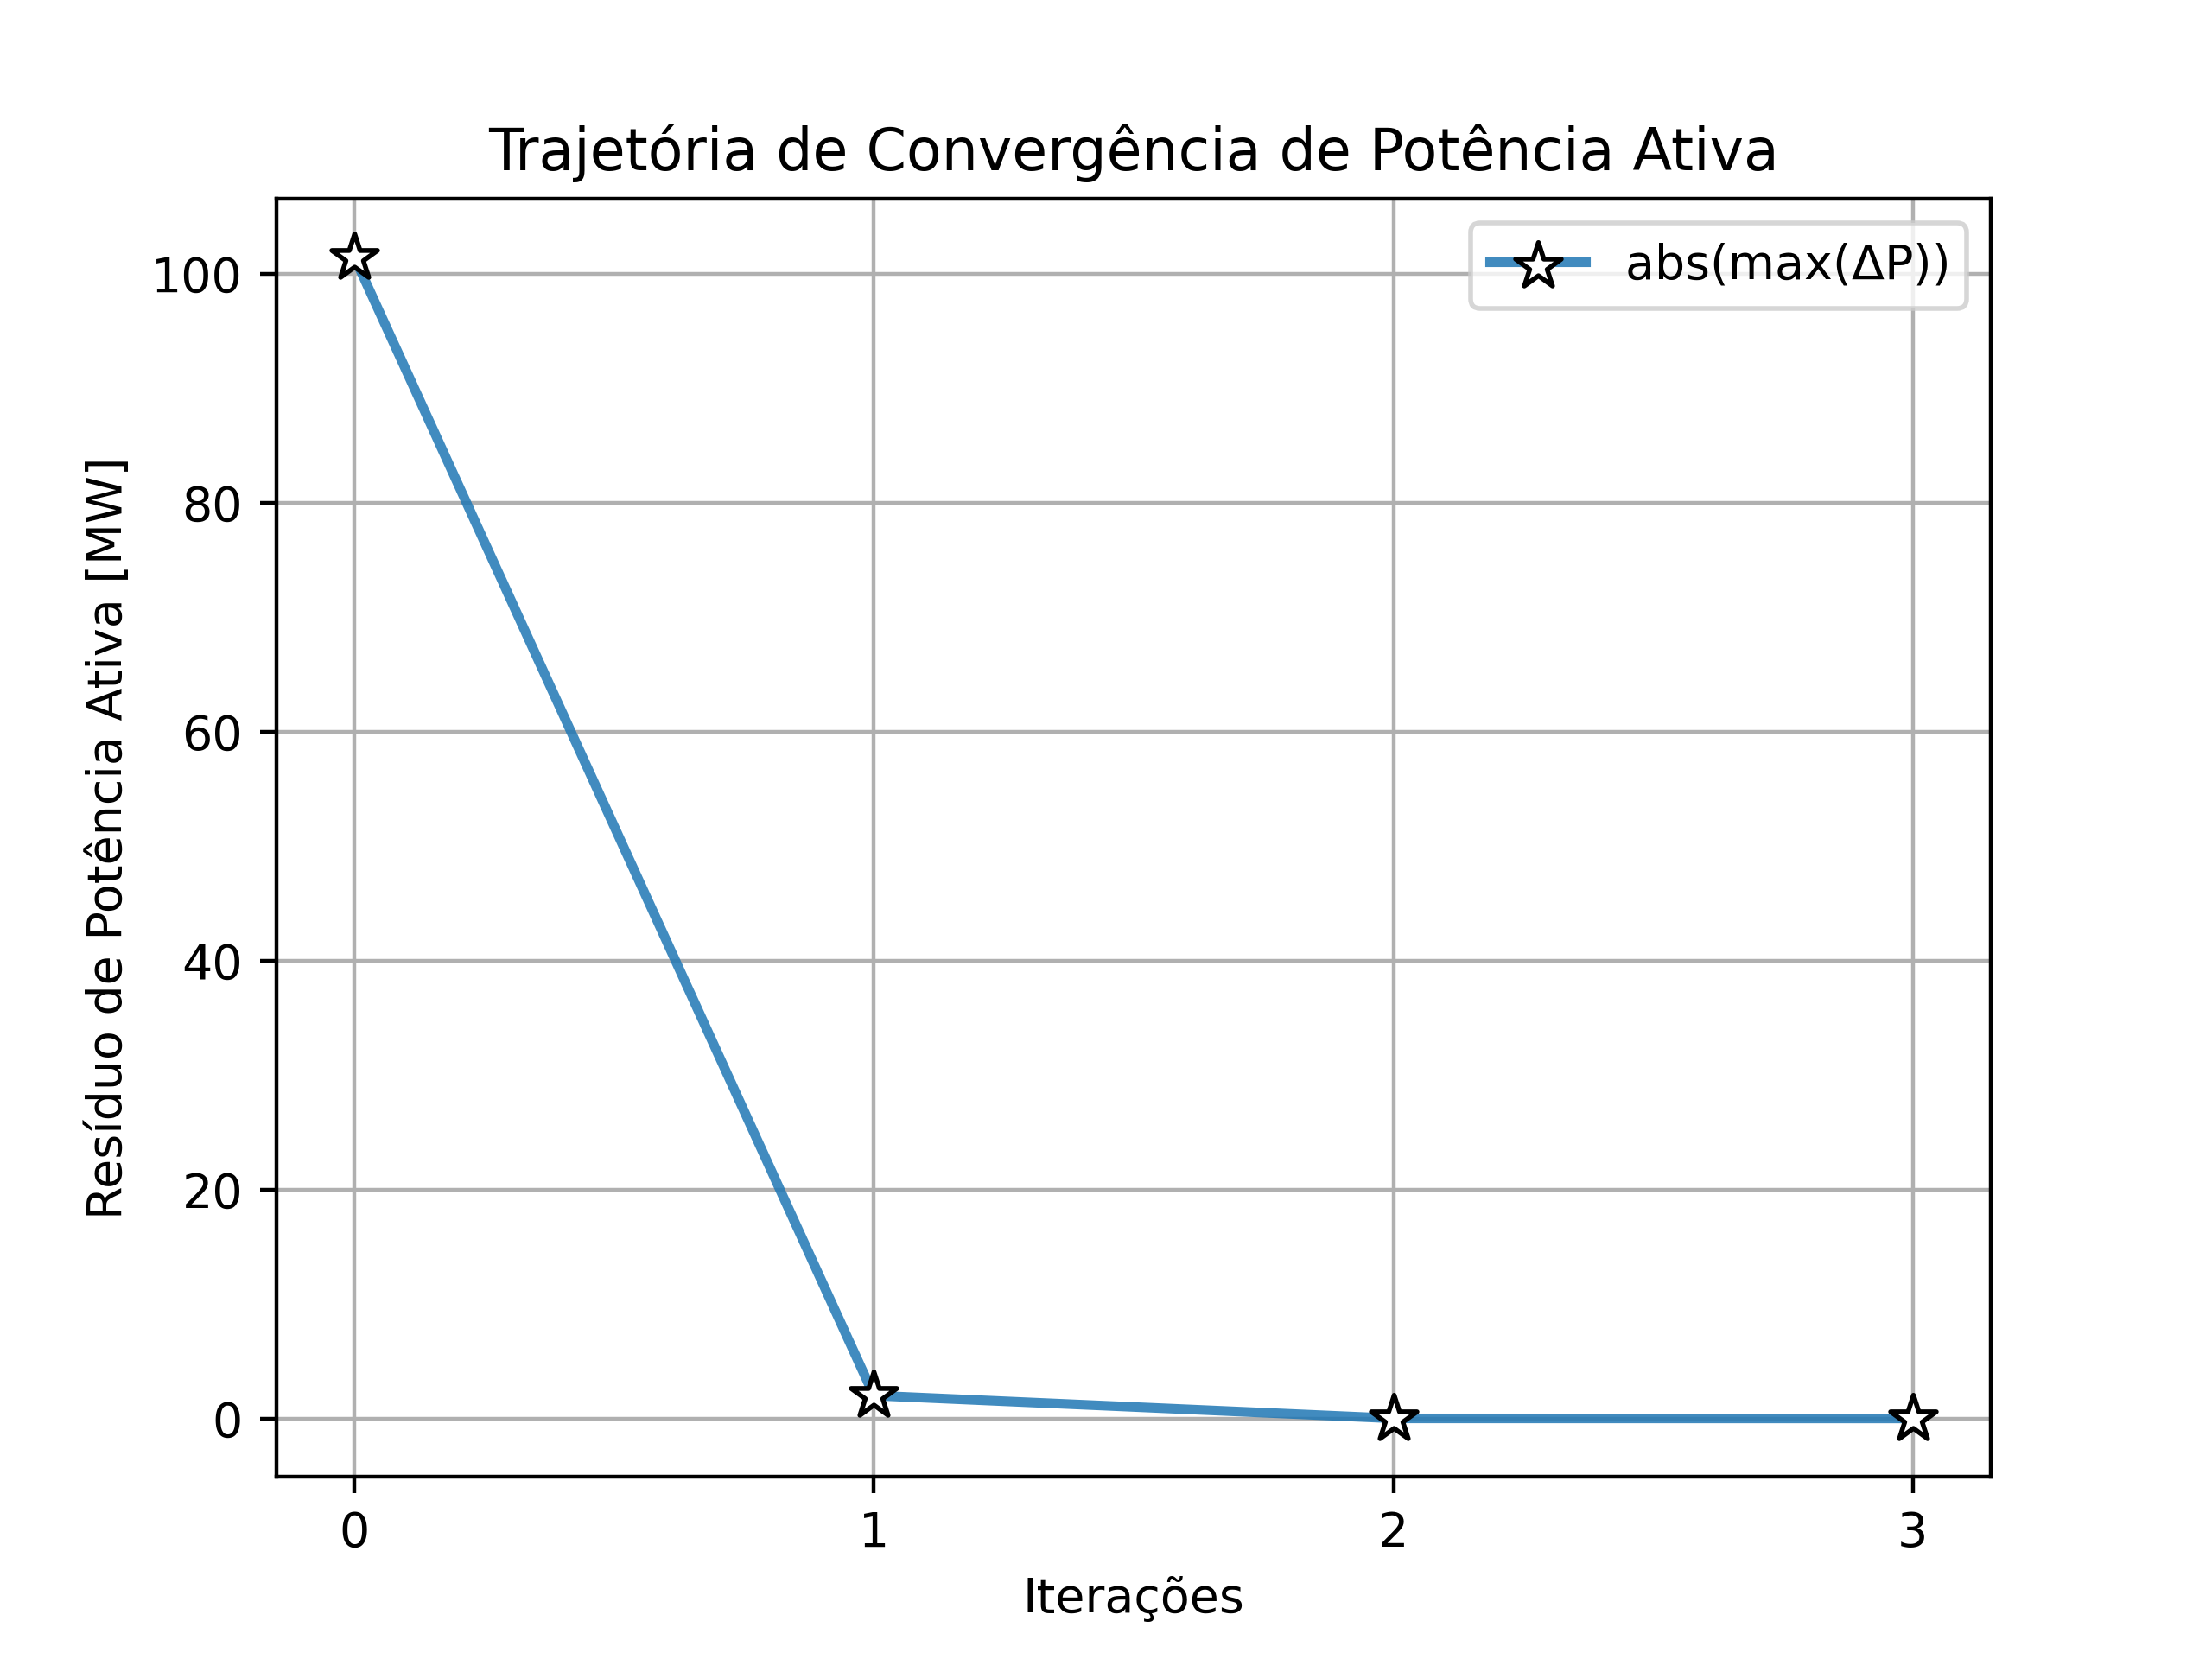 Trajetória de Convergência de Potência Ativa
abs(max(ΔP))
Resíduo de Potência Ativa [MW]
100
80
60
40
20
0
0 1 2 3
Iterações